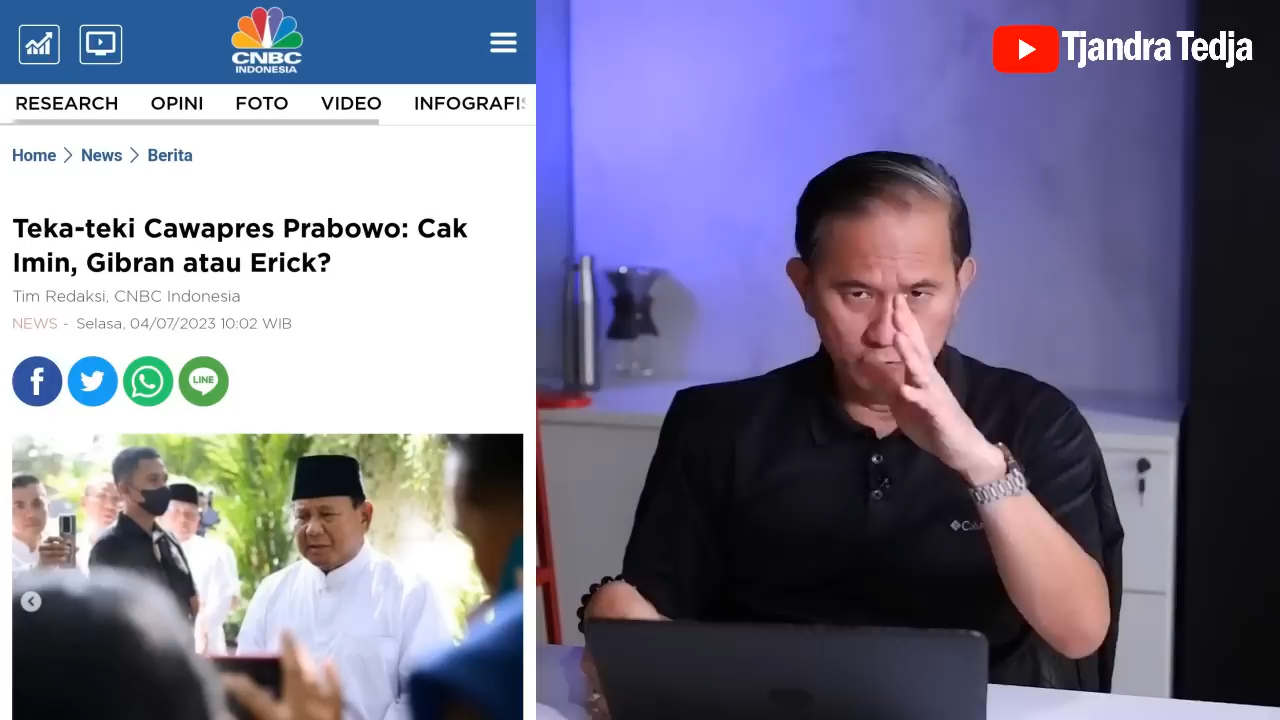 CNBC
INDONESIA
RESEARCH OPINI FOTO VIDEO INFOGRAFIS
Home > News > Berita
Teka-teki Cawapres Prabowo: Cak
Imin, Gibran atau Erick?
Tim Redaksi, CNBC Indonesia
NEWS - Selasa, 04/07/2023 10:02 WIB
LINE
Tjandra Tedja